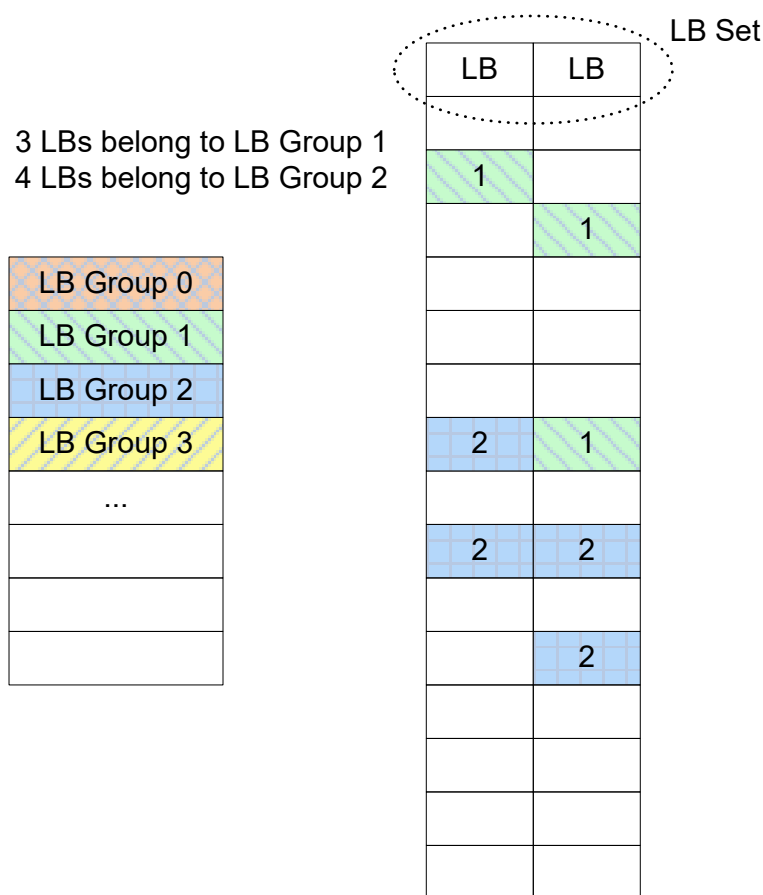 LB Set
LB LB
3 LBs belong to LB Group 1
4 LBs belong to LB Group 2
1
1
LB Group 0
LB Group 1
LB Group 2
LB Group 3
...
2 1
2 2
2